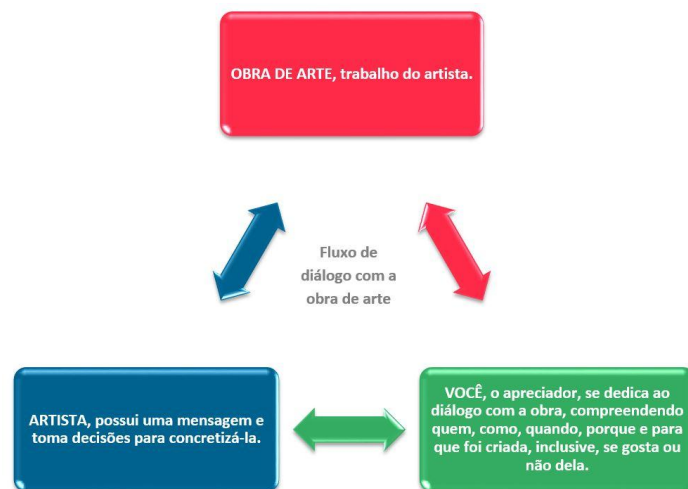 OBRA DE ARTE, trabalho do artista.
Fluxo de
diálogo com a
obra de arte
ARTISTA, possui uma mensagem e
toma decisões para concretizá-la.
VOCÊ, o apreciador, se dedica ao
diálogo com a obra, compreendendo
quem, como, quando, porque e para
que foi criada, inclusive, se gosta ou
não dela.